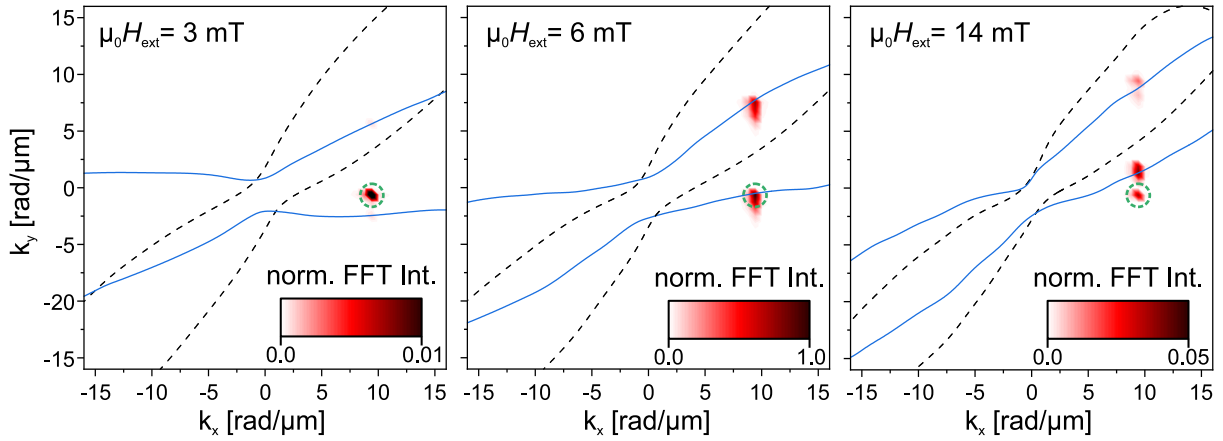 μ₀Hₑₓₜ= 3 mT
μ₀Hₑₓₜ= 6 mT
μ₀Hₑₓₜ= 14 mT
k_y [rad/μm]
15
10
5
0
-5
-20
-15
norm. FFT Int.
0.0 0.01
norm. FFT Int.
0.0 1.0
norm. FFT Int.
0.0 0.05
-15 -10 -5 0 5 10 15
-15 -10 -5 0 5 10 15
-15 -10 -5 0 5 10 15
kₓ [rad/μm]
kₓ [rad/μm]
kₓ [rad/μm]